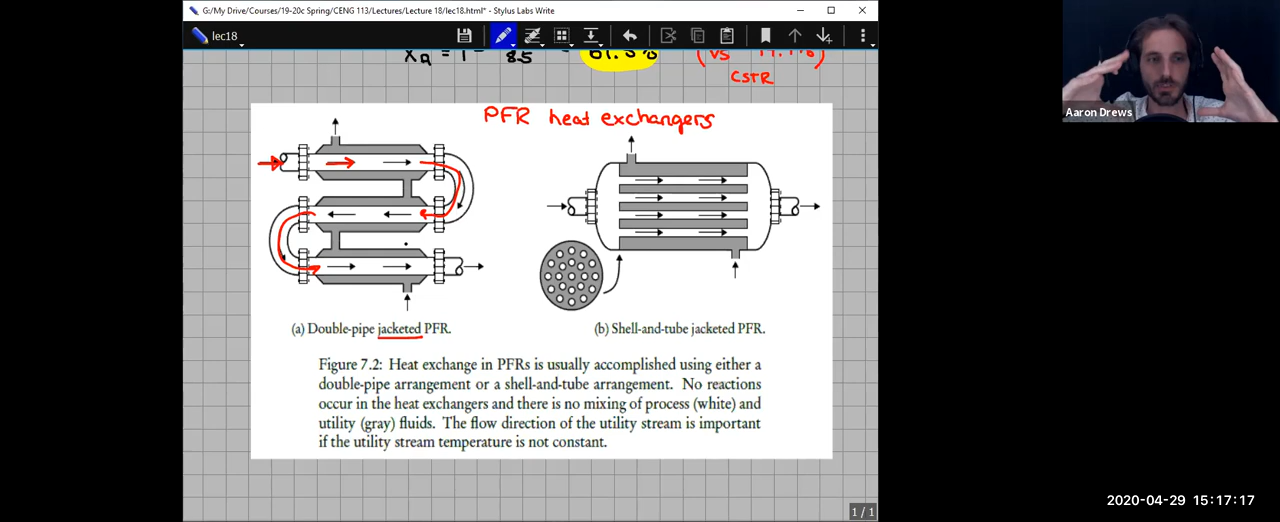 G:/My Drive/Courses/19-20c Spring/CENG 113/Lectures/Lecture 18/lec18.html* - Stylus Labs Write
lec18
85
CSTR
Aaron Drews
PFR heat exchangers
(a) Double-pipe jacketed PFR.
(b) Shell-and-tube jacketed PFR.
Figure 7.2: Heat exchange in PFRs is usually accomplished using either a
double-pipe arrangement or a shell-and-tube arrangement. No reactions
occur in the heat exchangers and there is no mixing of process (white) and
utility (gray) fluids. The flow direction of the utility stream is important
if the utility stream temperature is not constant.
1 / 1
2020-04-29 15:17:17